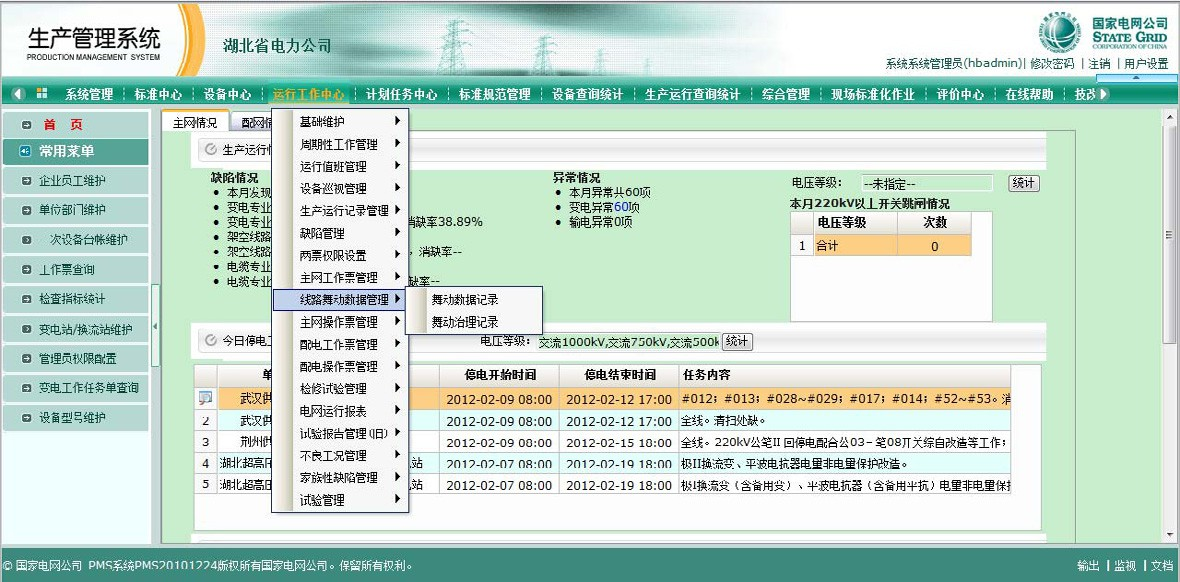 生产管理系统
PRODUCTION MANAGEMENT SYSTEM
湖北省电力公司
国家电网公司
STATE GRID
CORPORATION OF CHINA
系统系统管理员(hbadmin)| 修改密码 | 注销 | 用户设置
系统管理 标准中心 设备中心 运行工作中心 计划任务中心 标准规范管理 设备查询统计 生产运行查询统计 综合管理 现场标准化作业 评价中心 在线帮助 技改
首 页
常用菜单
企业员工维护
单位部门维护
次设备台帐维护
工作票查询
检查指标统计
变电站/换流站维护
管理员权限配置
变电工作任务单查询
设备型号维护
主网情况 配网情
生产运行情
缺陷情况
本月发现
变电专业
变电专业 消缺率38.89%
架空线路
架空线路 ，消缺率--
电缆专业
电缆专业 缺率--
基础维护
周期性工作管理
运行值班管理
设备巡视管理
生产运行记录管理
缺陷管理
两票权限设置
主网工作票管理
线路舞动数据管理
主网操作票管理
配电工作票管理
配电操作票管理
检修试验管理
电网运行报表
试验报告管理(旧)
不良工况管理
家族性缺陷管理
试验管理
舞动数据记录
舞动治理记录
异常情况
本月异常共60项
变电异常60项
输电异常0项
电压等级： --未指定-- 统计
本月220kV以上开关跳闸情况
电压等级 次数
1 合计 0
今日停电工 电压等级： 交流1000kV,交流750kV,交流500k 统计
单 停电开始时间 停电结束时间 任务内容
武汉供 2012-02-09 08:00 2012-02-12 17:00 #012；#013；#028~#029；#017；#014；#52~#53。消
2 武汉供 2012-02-09 08:00 2012-02-12 17:00 全线。清扫处缺。
3 荆州供 2012-02-09 08:00 2012-02-15 18:00 全线。220kV公笔II回停电配合公03-笔08开关综自改造等工作；
4 湖北超高压 站 2012-02-07 08:00 2012-02-19 18:00 极II换流变、平波电抗器电量非电量保护改造。
5 湖北超高压 站 2012-02-07 08:00 2012-02-19 18:00 极I换流变（含备用变）、平波电抗器（含备用平抗）电量非电量保护
© 国家电网公司 PMS系统PMS20101224版权所有国家电网公司。保留所有权利。
输出 | 监视 | 文档